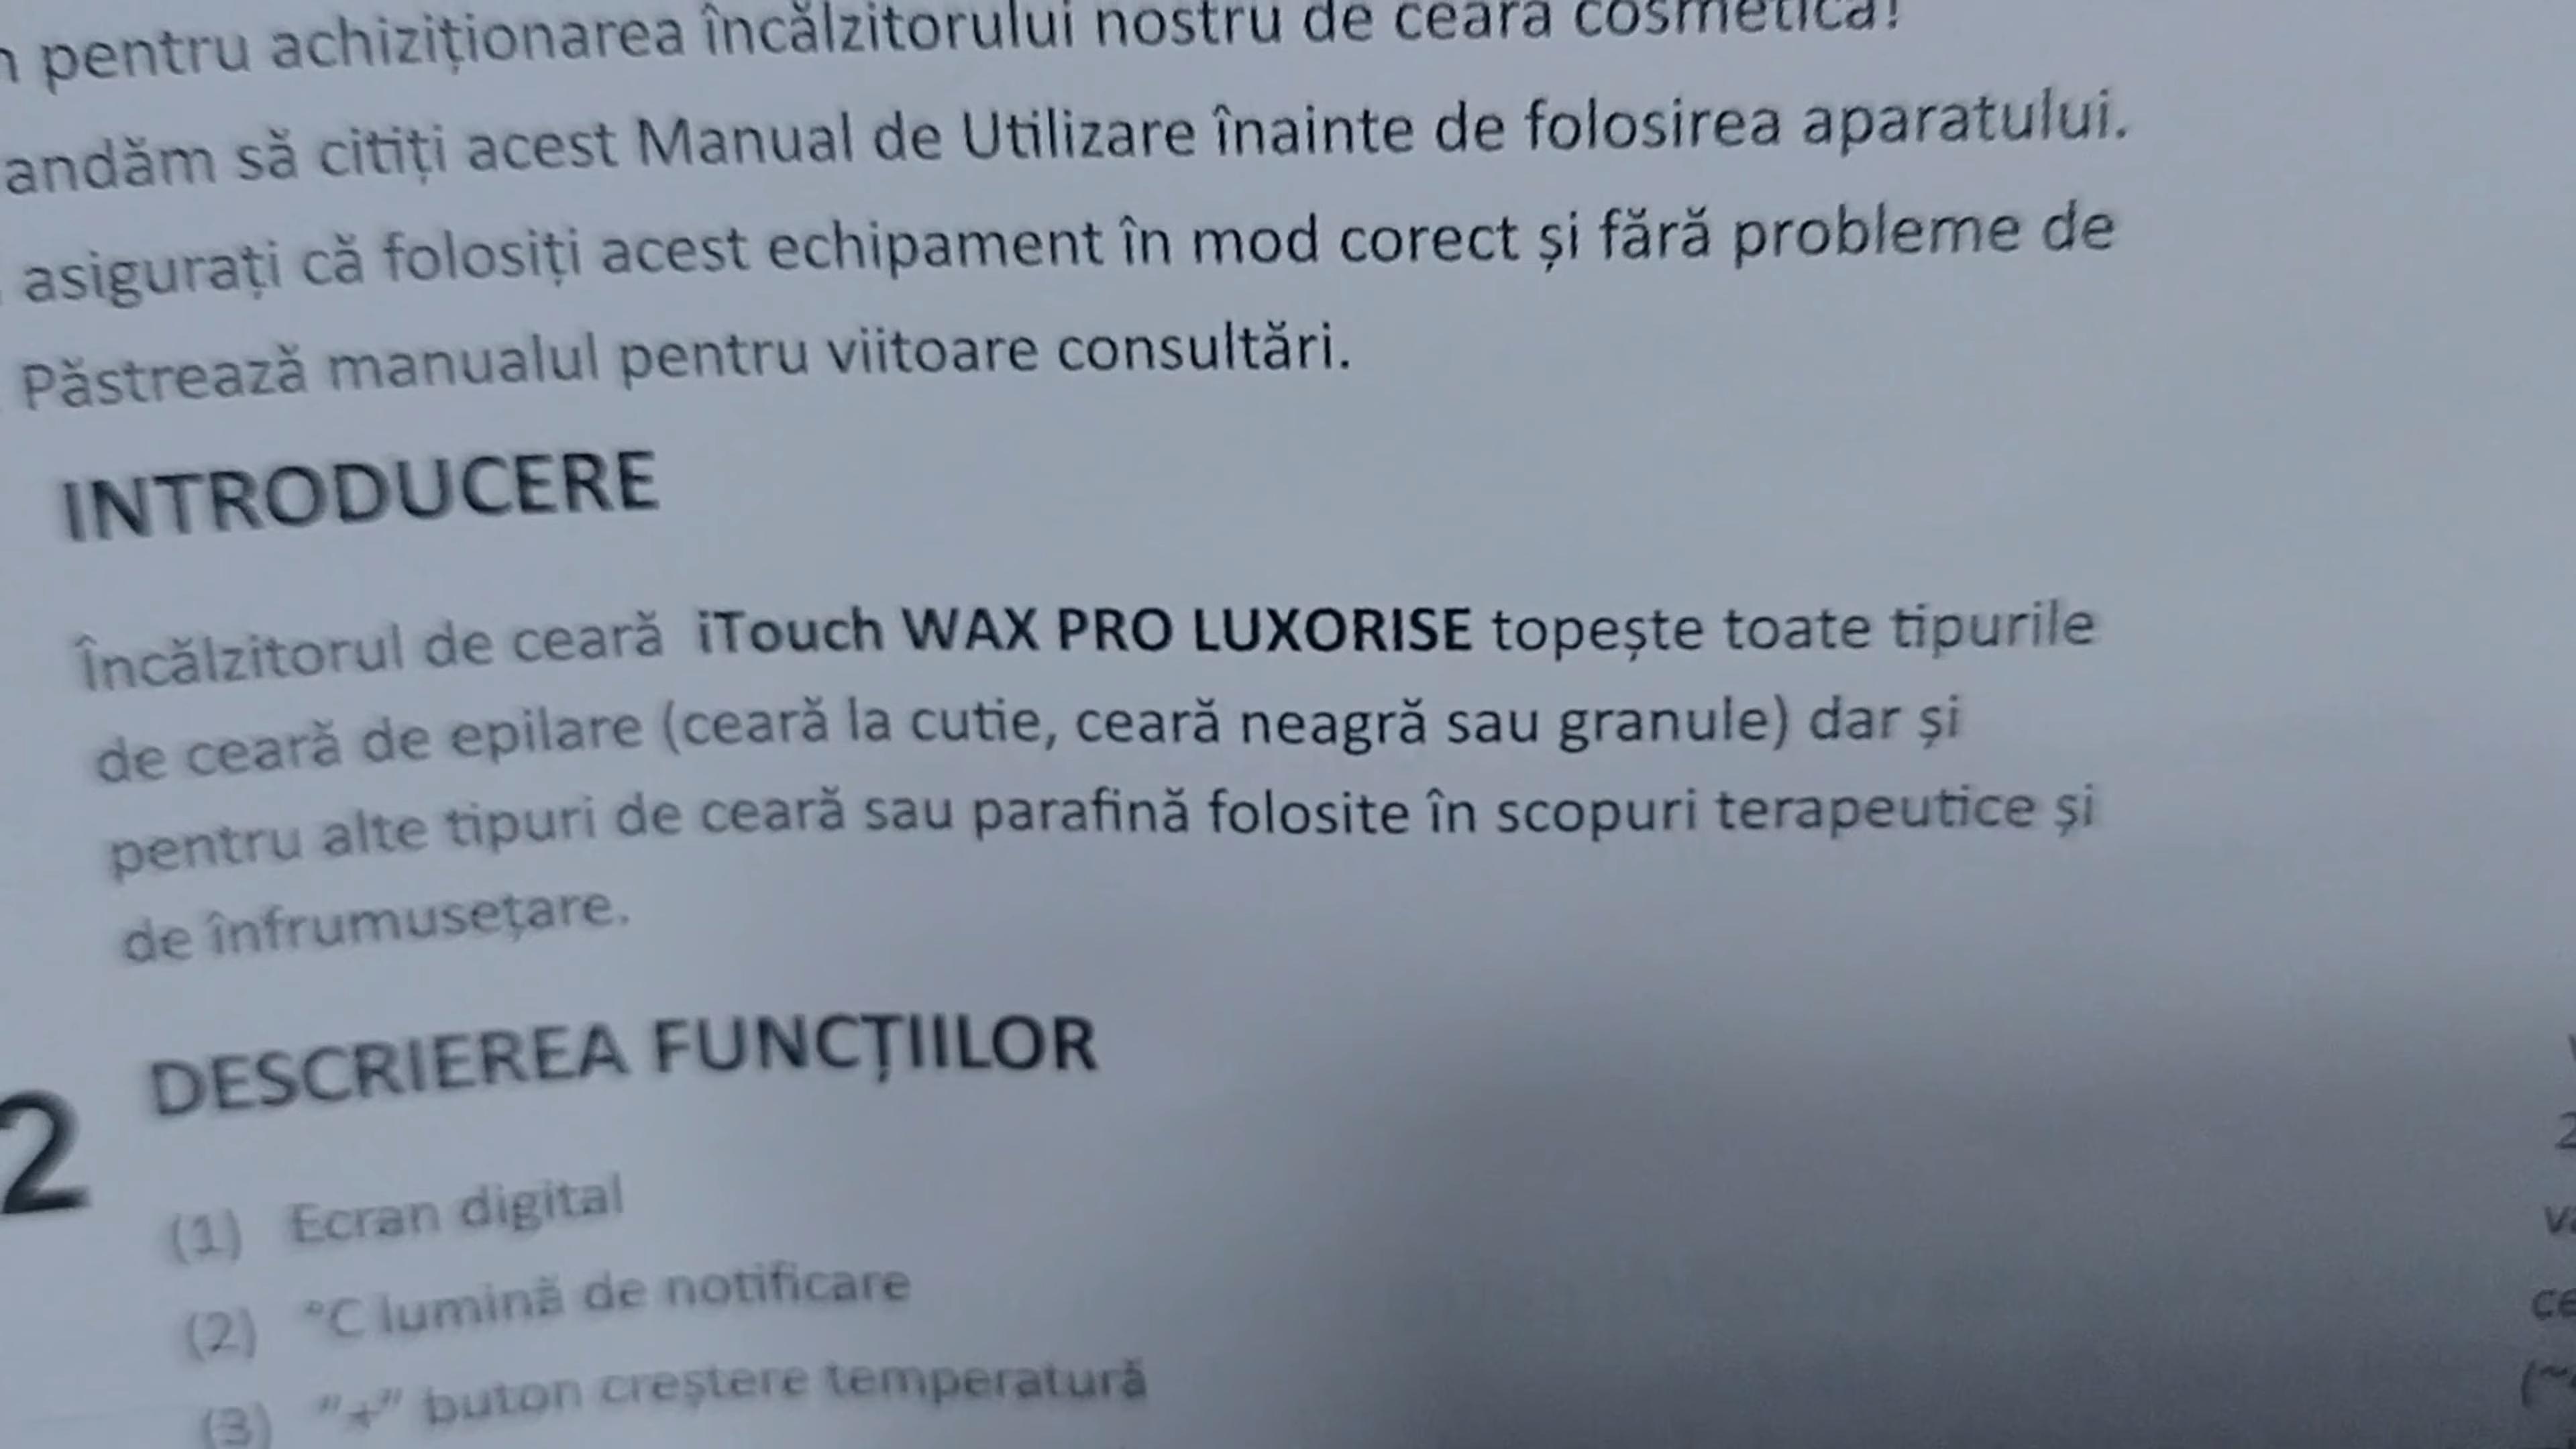 pentru achiziționarea încălzitorului nostru de ceară cosmetică!
andăm să citiți acest Manual de Utilizare înainte de folosirea aparatului.
asigurați că folosiți acest echipament în mod corect și fără probleme de
Păstrează manualul pentru viitoare consultări.
INTRODUCERE
Încălzitorul de ceară iTouch WAX PRO LUXORISE topește toate tipurile
de ceară de epilare (ceară la cutie, ceară neagră sau granule) dar și
pentru alte tipuri de ceară sau parafină folosite în scopuri terapeutice și
de înfrumusețare.
2 DESCRIEREA FUNCȚIILOR
(1) Ecran digital
(2) °C lumină de notificare
(3) "+" buton creștere temperatură